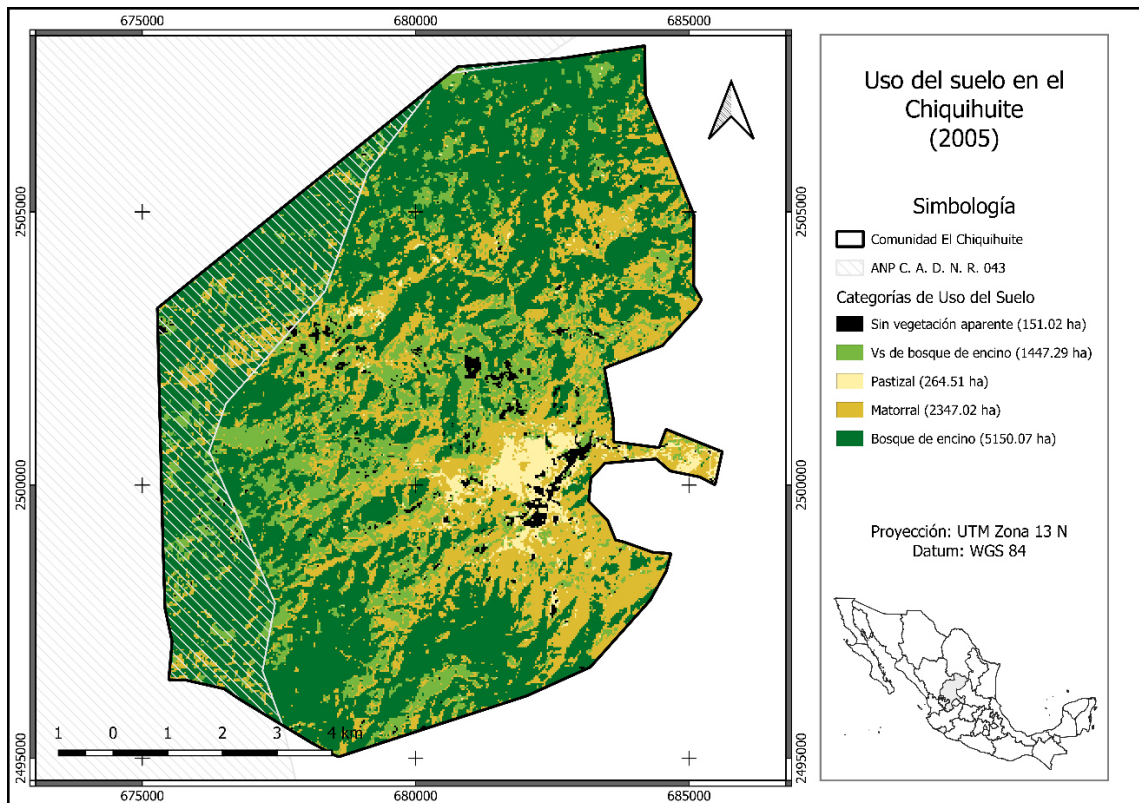 675000
680000
685000
2505000
2500000
2495000
2505000
2500000
2495000
1 0 1 2 3 4 km
675000
680000
685000
Uso del suelo en el
Chiquihuite
(2005)
Simbología
Comunidad El Chiquihuite
ANP C. A. D. N. R. 043
Categorías de Uso del Suelo
Sin vegetación aparente (151.02 ha)
Vs de bosque de encino (1447.29 ha)
Pastizal (264.51 ha)
Matorral (2347.02 ha)
Bosque de encino (5150.07 ha)
Proyección: UTM Zona 13 N
Datum: WGS 84